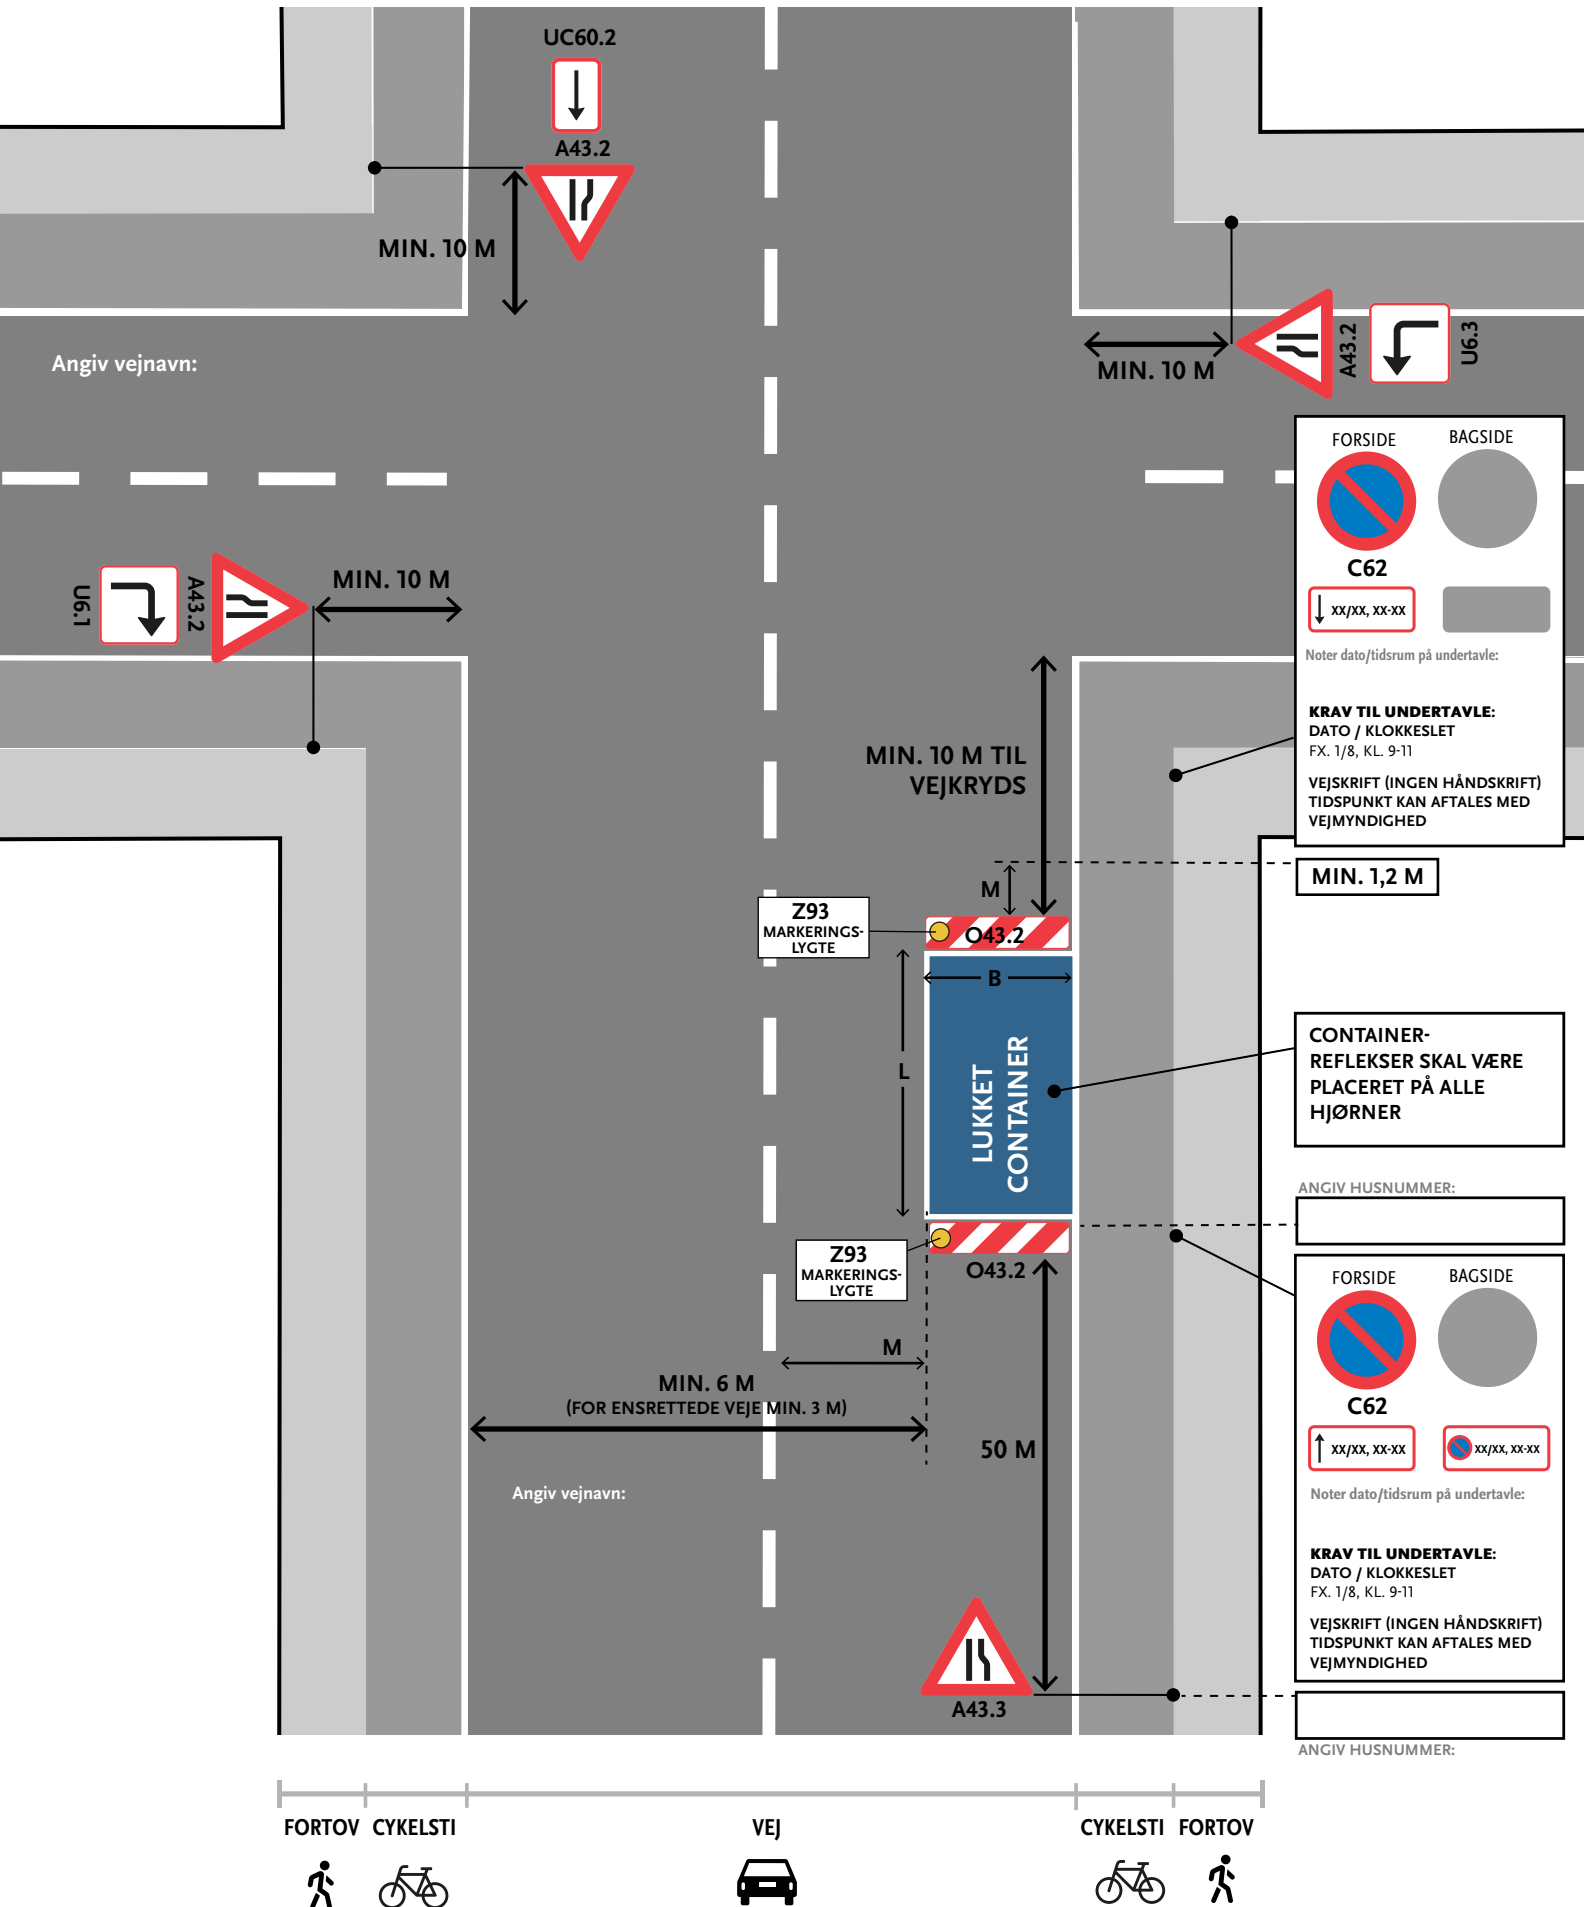 UC60.2
A43.2
MIN. 10 M
Angiv vejnavn:
MIN. 10 M
A43.2
U6.3
U6.1
A43.2
MIN. 10 M
FORSIDE BAGSIDE
C62
xx/xx, xx-xx
Noter dato/tidsrum på undertavle:
KRAV TIL UNDERTAVLE:
DATO / KLOKKESLET
FX. 1/8, KL. 9-11
VEJSKRIFT (INGEN HÅNDSKRIFT)
TIDSPUNKT KAN AFTALES MED
VEJMYNDIGHED
MIN. 10 M TIL
VEJKRYDS
M
MIN. 1,2 M
Z93
MARKERINGS-
LYGTE
O43.2
B
L
LUKKET
CONTAINER
CONTAINER-
REFLEKSER SKAL VÆRE
PLACERET PÅ ALLE
HJØRNER
ANGIV HUSNUMMER:
Z93
MARKERINGS-
LYGTE
O43.2
M
MIN. 6 M
(FOR ENSRETTEDE VEJE MIN. 3 M)
50 M
Angiv vejnavn:
FORSIDE BAGSIDE
C62
xx/xx, xx-xx xx/xx, xx-xx
Noter dato/tidsrum på undertavle:
KRAV TIL UNDERTAVLE:
DATO / KLOKKESLET
FX. 1/8, KL. 9-11
VEJSKRIFT (INGEN HÅNDSKRIFT)
TIDSPUNKT KAN AFTALES MED
VEJMYNDIGHED
A43.3
ANGIV HUSNUMMER:
FORTOV CYKELSTI VEJ CYKELSTI FORTOV